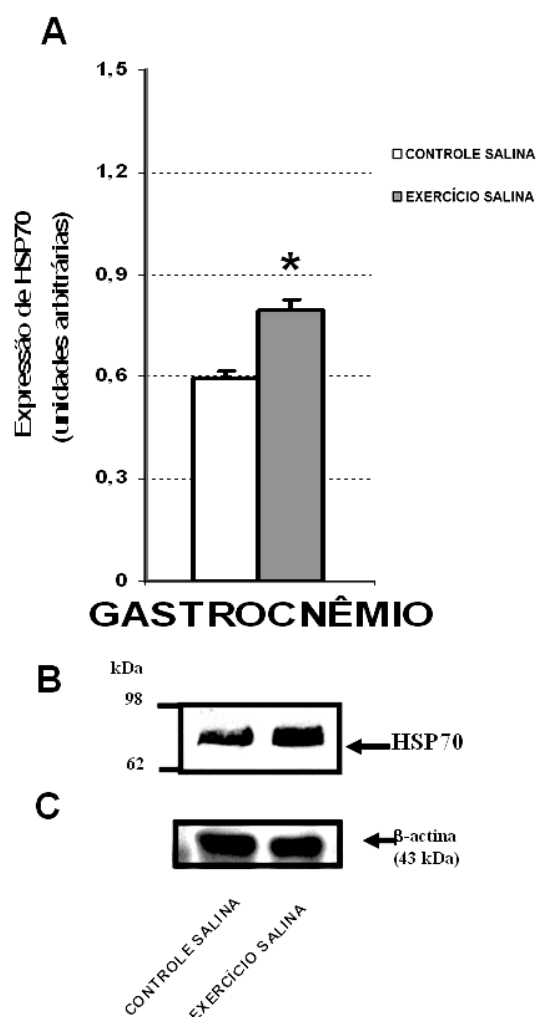 A
1,5
1,2
0,9
0,6
0,3
0
Expressão de HSP70
(unidades arbitrárias)
CONTROLE SALINA
EXERCÍCIO SALINA
*
GASTROCNÊMIO
B
kDa
98
62
HSP70
C
β-actina
(43 kDa)
CONTROLE SALINA
EXERCÍCIO SALINA